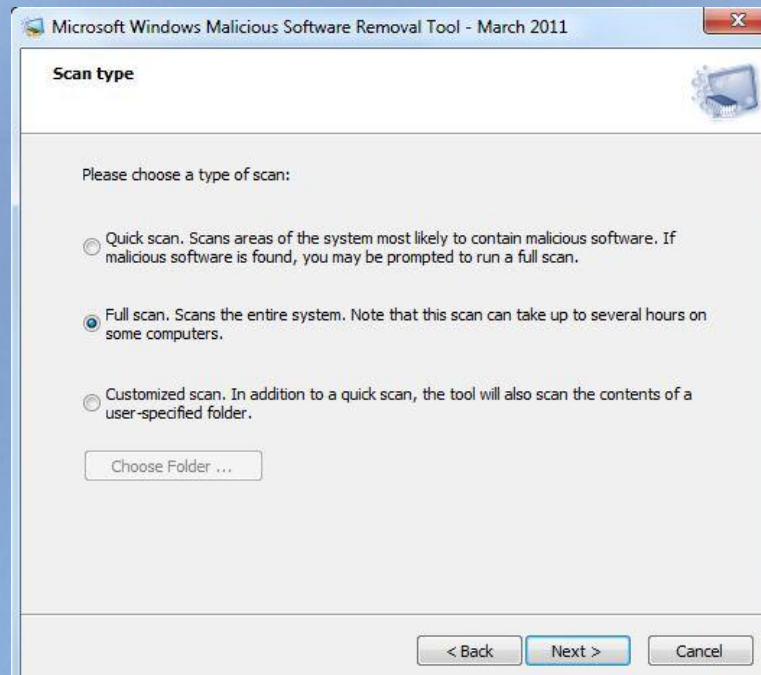 Microsoft Windows Malicious Software Removal Tool - March 2011
Scan type
Please choose a type of scan:
Quick scan. Scans areas of the system most likely to contain malicious software. If
malicious software is found, you may be prompted to run a full scan.
Full scan. Scans the entire system. Note that this scan can take up to several hours on
some computers.
Customized scan. In addition to a quick scan, the tool will also scan the contents of a
user-specified folder.
Choose Folder ...
< Back Next > Cancel